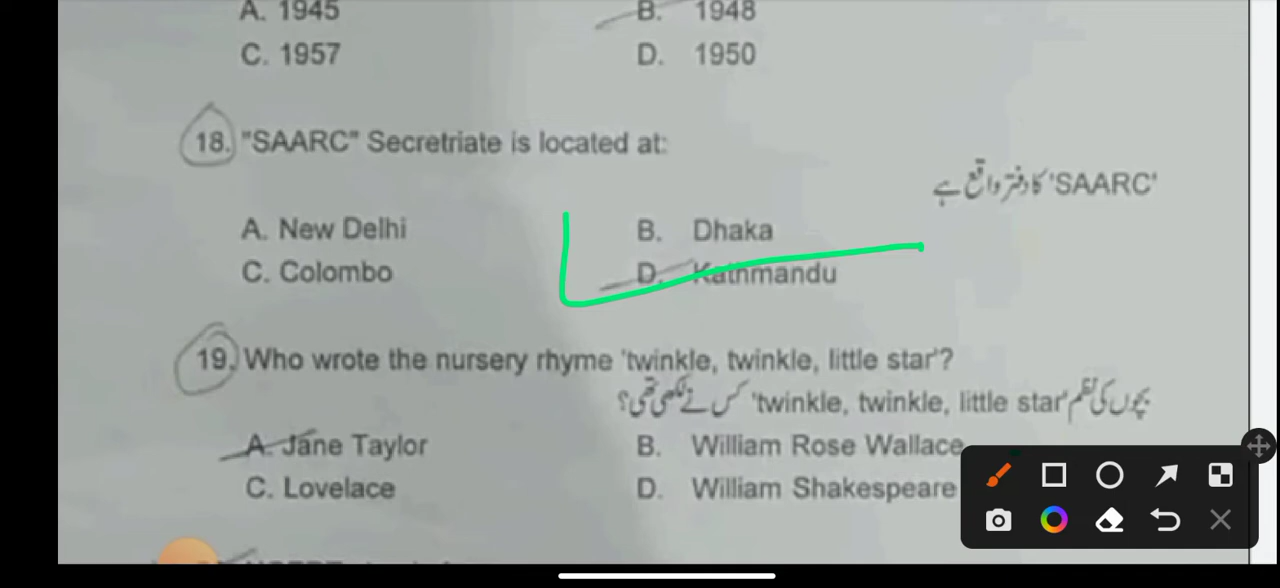 A. 1945
B. 1948
C. 1957
D. 1950
18. "SAARC" Secretriate is located at:
'SAARC' کا دفتر واقع ہے
A. New Delhi
B. Dhaka
C. Colombo
D. Kathmandu
19. Who wrote the nursery rhyme 'twinkle, twinkle, little star'?
بچوں کی نظم 'twinkle, twinkle, little star' کس نے لکھی تھی؟
A. Jane Taylor
B. William Rose Wallace
C. Lovelace
D. William Shakespeare